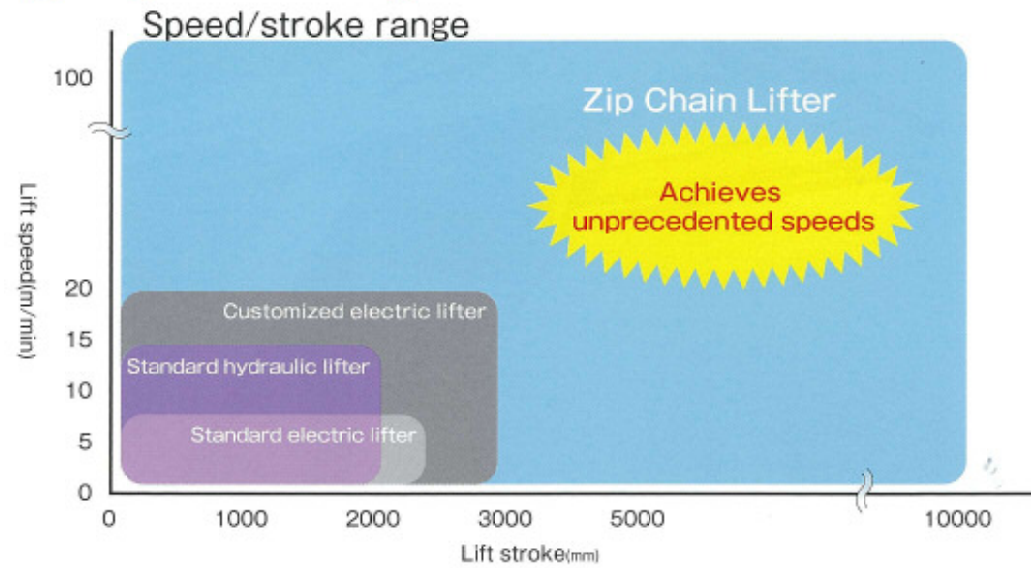 Speed/stroke range
100
Zip Chain Lifter
Achieves
unprecedented speeds
Lift speed(m/min)
20
Customized electric lifter
15
Standard hydraulic lifter
10
Standard electric lifter
5
0
0 1000 2000 3000 5000 10000
Lift stroke(mm)